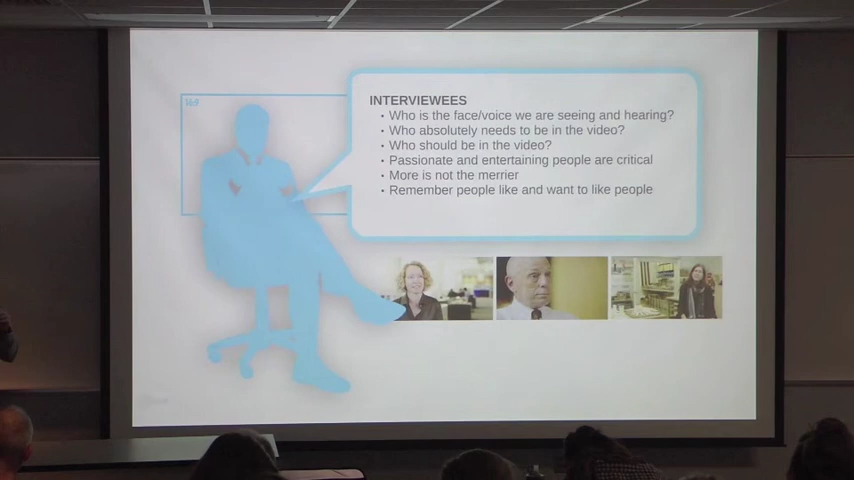 16:9
INTERVIEWEES
• Who is the face/voice we are seeing and hearing?
• Who absolutely needs to be in the video?
• Who should be in the video?
• Passionate and entertaining people are critical
• More is not the merrier
• Remember people like and want to like people